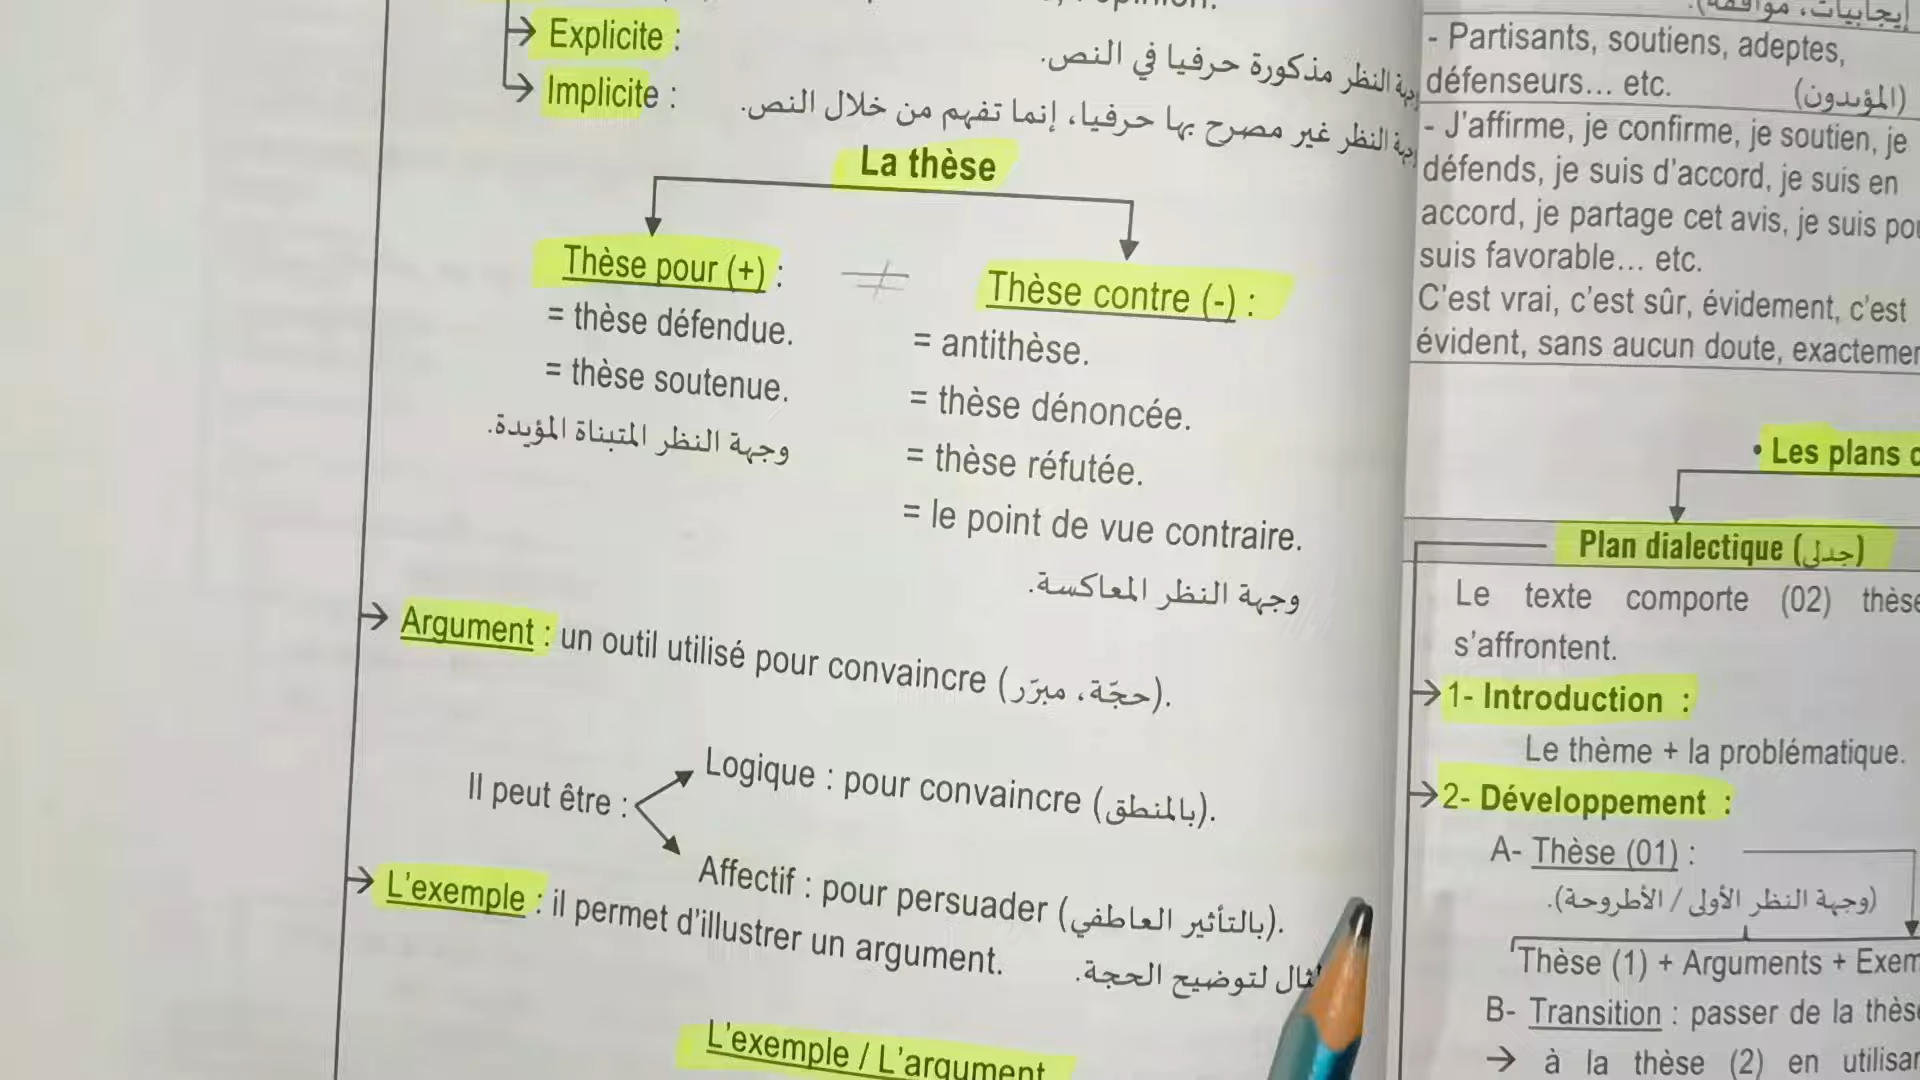 Explicite :
وجهة النظر مذكورة حرفيا في النص.
Implicite :
وجهة النظر غير مصرح بها حرفيا، إنما تفهم من خلال النص.
La thèse
Thèse pour (+) :
= thèse défendue.
= thèse soutenue.
وجهة النظر المتبناة المؤيدة.
≠
Thèse contre (-) :
= antithèse.
= thèse dénoncée.
= thèse réfutée.
= le point de vue contraire.
وجهة النظر المعاكسة.
Argument : un outil utilisé pour convaincre (حجّة، مبرّر).
Il peut être :
Logique : pour convaincre (بالمنطق).
Affectif : pour persuader (بالتأثير العاطفي).
L'exemple : il permet d'illustrer un argument.
لتوضيح الحجة.
L'exemple / L'argument
إيجابيات، موافقة).
- Partisants, soutiens, adeptes,
défenseurs... etc. (المؤيدون)
- J'affirme, je confirme, je soutien, je
défends, je suis d'accord, je suis en
accord, je partage cet avis, je suis
suis favorable... etc.
C'est vrai, c'est sûr, évidement, c'est
évident, sans aucun doute,
• Les plans
Plan dialectique (جدلي)
Le texte comporte (02)
s'affrontent.
1- Introduction :
Le thème + la problématique.
2- Développement :
A- Thèse (01) :
(وجهة النظر الأولى / الأطروحة).
Thèse (1) + Arguments +
B- Transition : passer de la
→ à la thèse (2) en